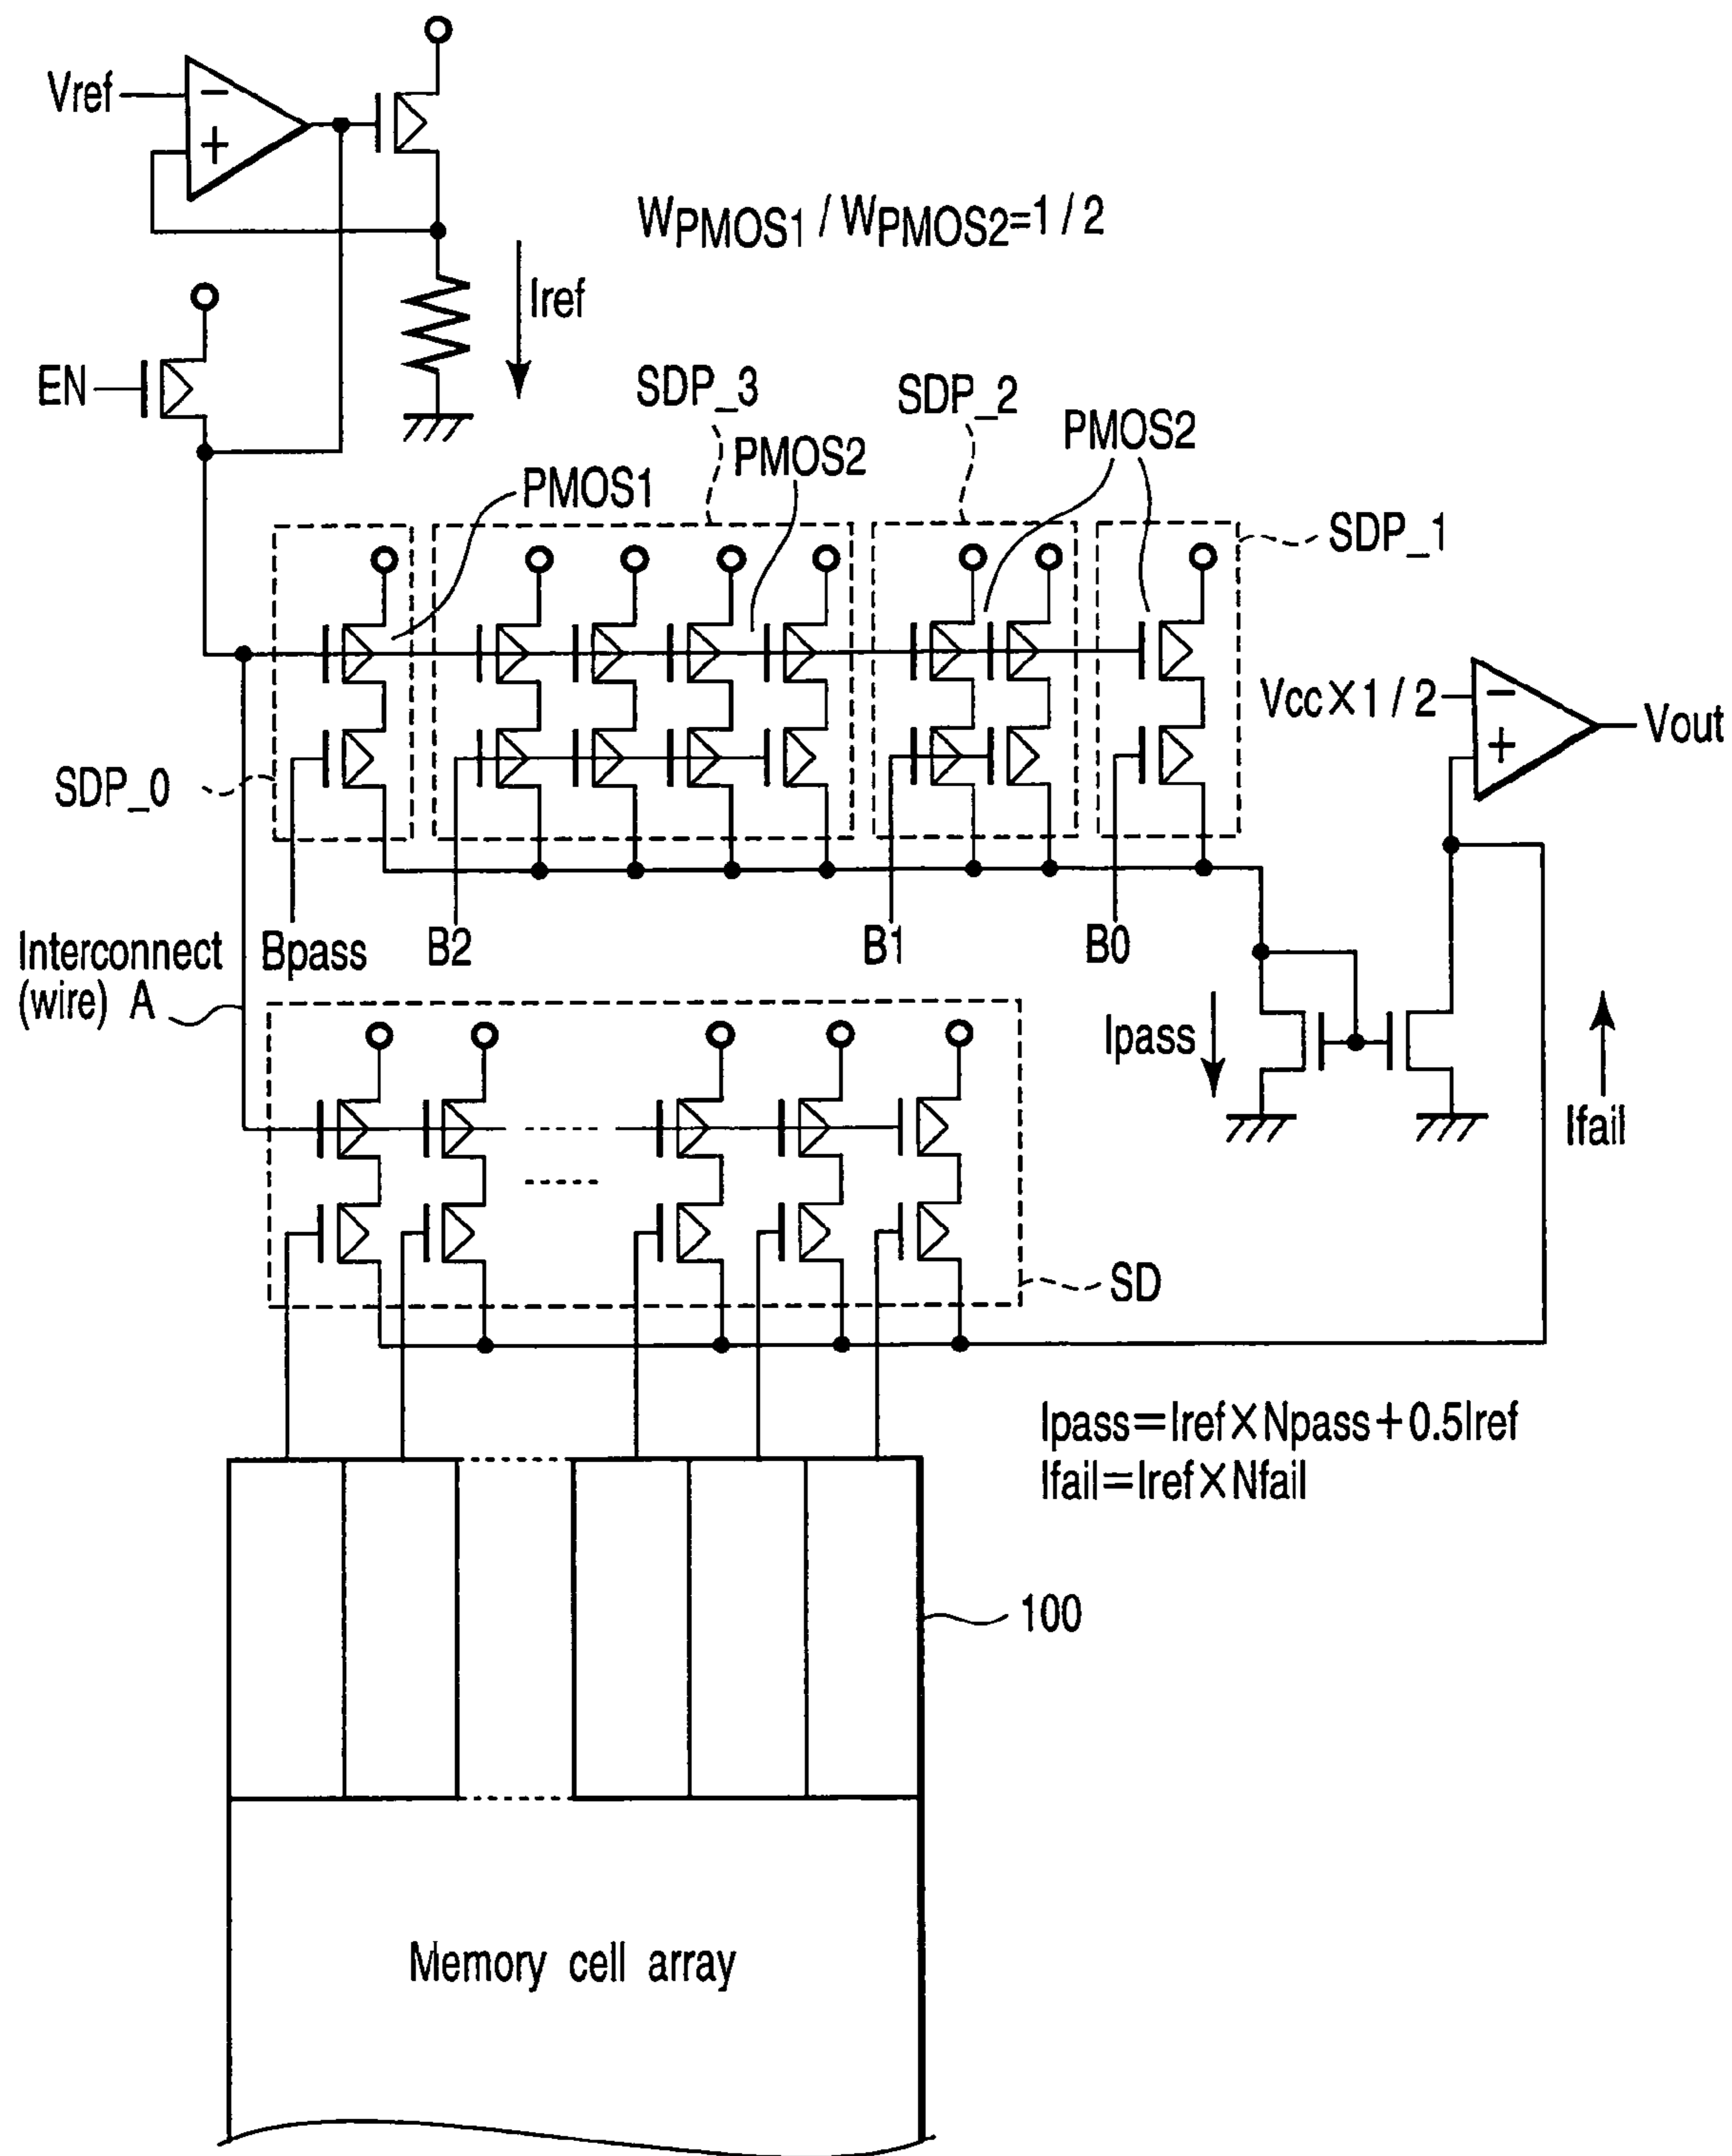 Vref
−
+
WPMOS1 / WPMOS2=1 / 2
Iref
EN
SDP_3
SDP_2
PMOS2
PMOS2
PMOS1
SDP_1
Vcc×1 / 2
−
+
Vout
SDP_0
Interconnect
(wire) A
Bpass
B2
B1
B0
Ipass
Ifail
SD
Ipass=Iref×Npass+0.5Iref
Ifail=Iref×Nfail
100
Memory cell array